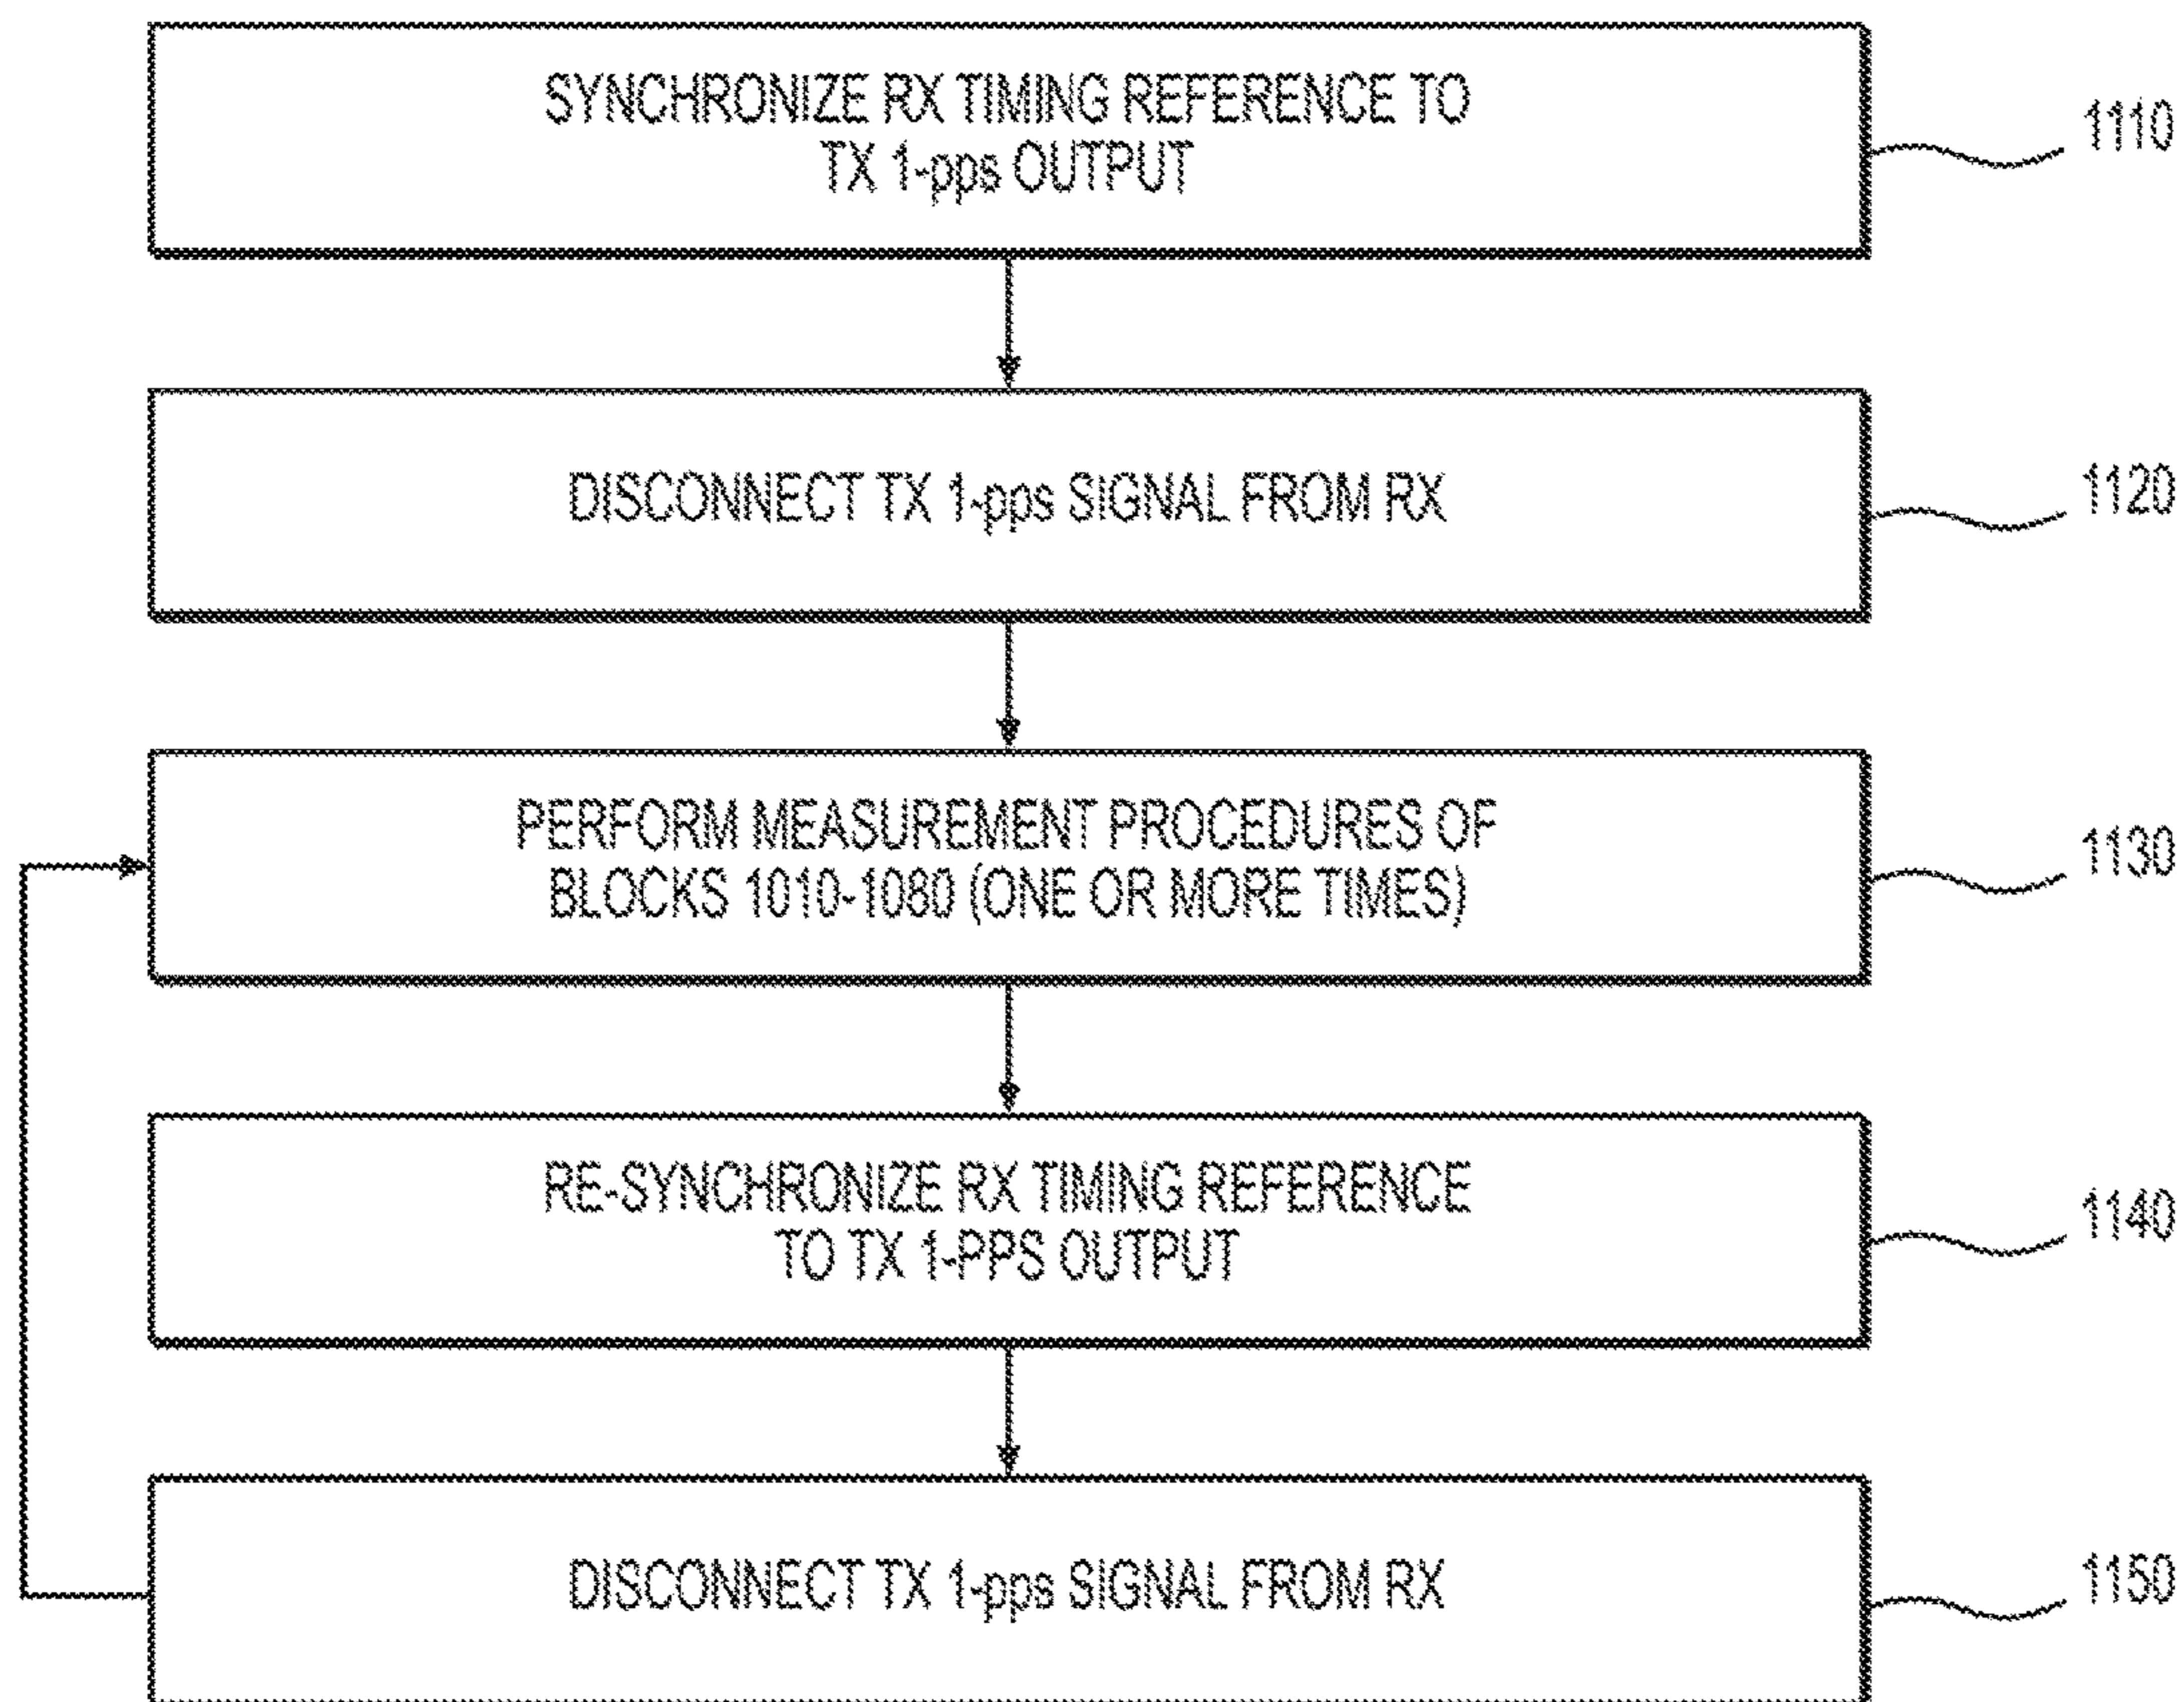 SYNCHRONIZE RX TIMING REFERENCE TO
TX 1-pps OUTPUT
1110
DISCONNECT TX 1-pps SIGNAL FROM RX
1120
PERFORM MEASUREMENT PROCEDURES OF
BLOCKS 1010-1080 (ONE OR MORE TIMES)
1130
RE-SYNCHRONIZE RX TIMING REFERENCE
TO TX 1-PPS OUTPUT
1140
DISCONNECT TX 1-pps SIGNAL FROM RX
1150